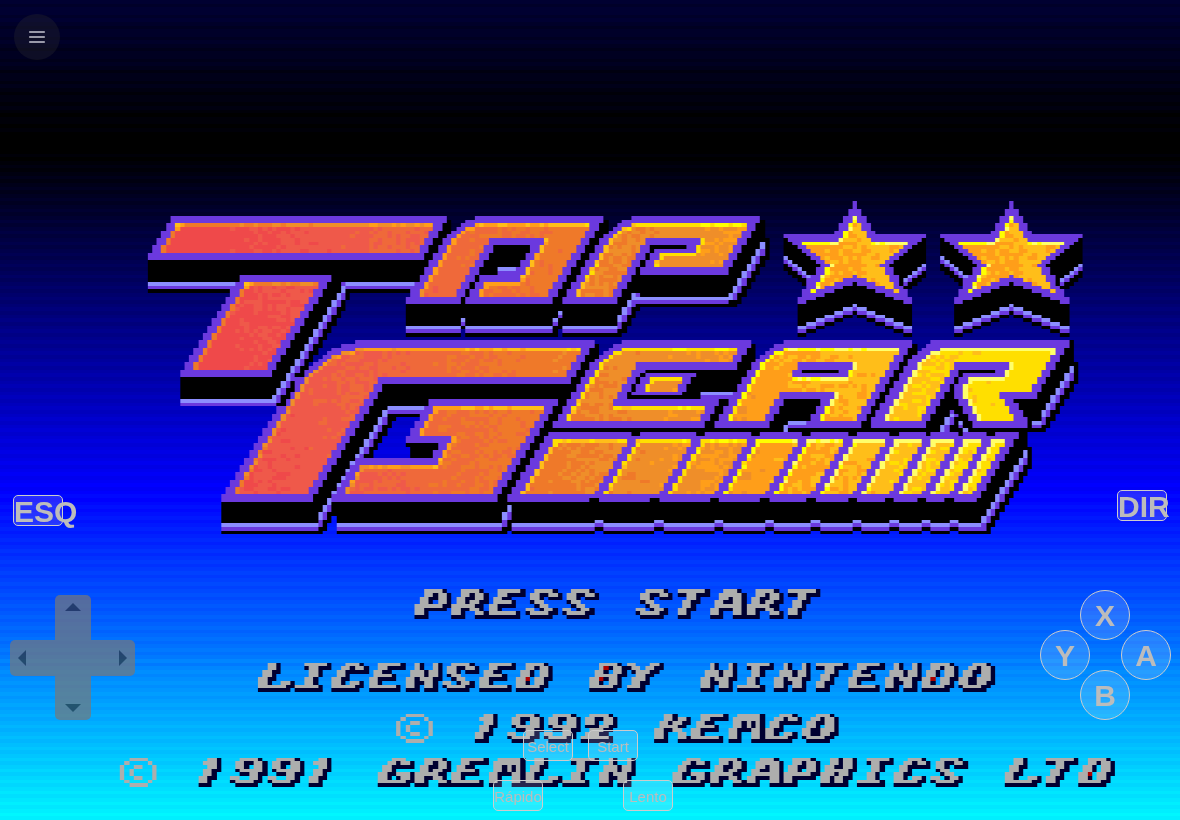 TOP
GEAR
ESQ
DIR
PRESS START
X
Y
A
LICENSED BY NINTENDO
B
© 1992 KEMCO
Select
Start
© 1991 GREMLIN GRAPHICS LTD
Rápido
Lento